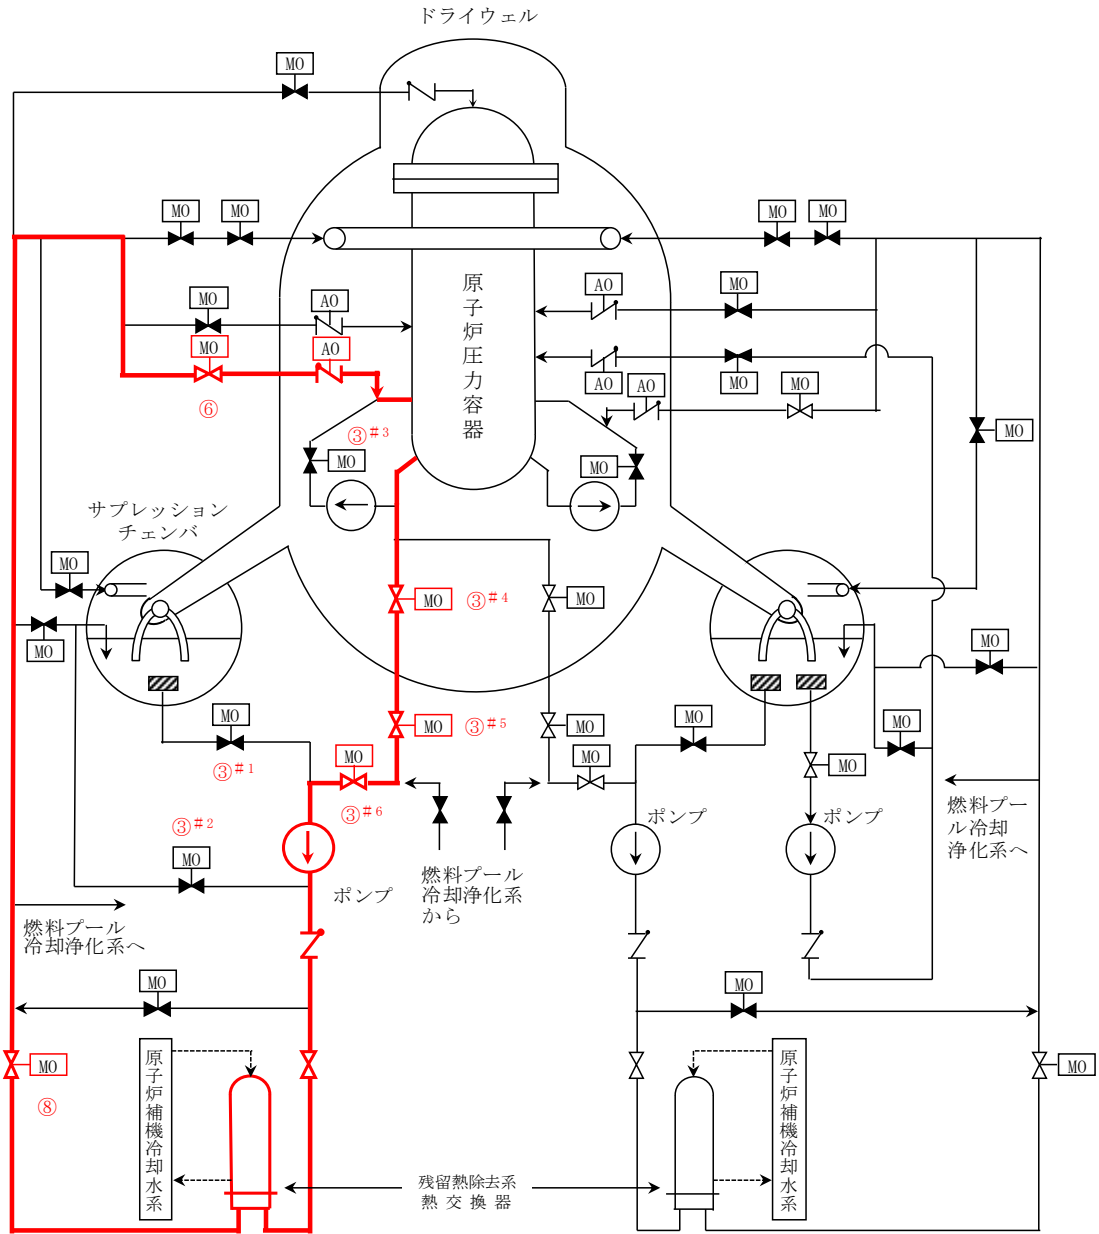 ドライウェル
MO
MO
MO
MO
MO
原子炉圧力容器
MO
AO
AO
MO
MO
AO
AO
MO
AO
MO
MO
⑥
③#3
MO
MO
サプレッション
チェンバ
MO
MO
③#4
MO
MO
MO
MO
③#1
MO
③#5
MO
MO
MO
MO
③#6
MO
MO
③#2
MO
ポンプ
ポンプ
ポンプ
燃料プー
ル冷却
浄化系へ
燃料プール
冷却浄化系
から
燃料プール
冷却浄化系へ
MO
MO
MO
⑧
原子炉補機冷却水系
原子炉補機冷却水系
MO
残留熱除去系
熱交換器